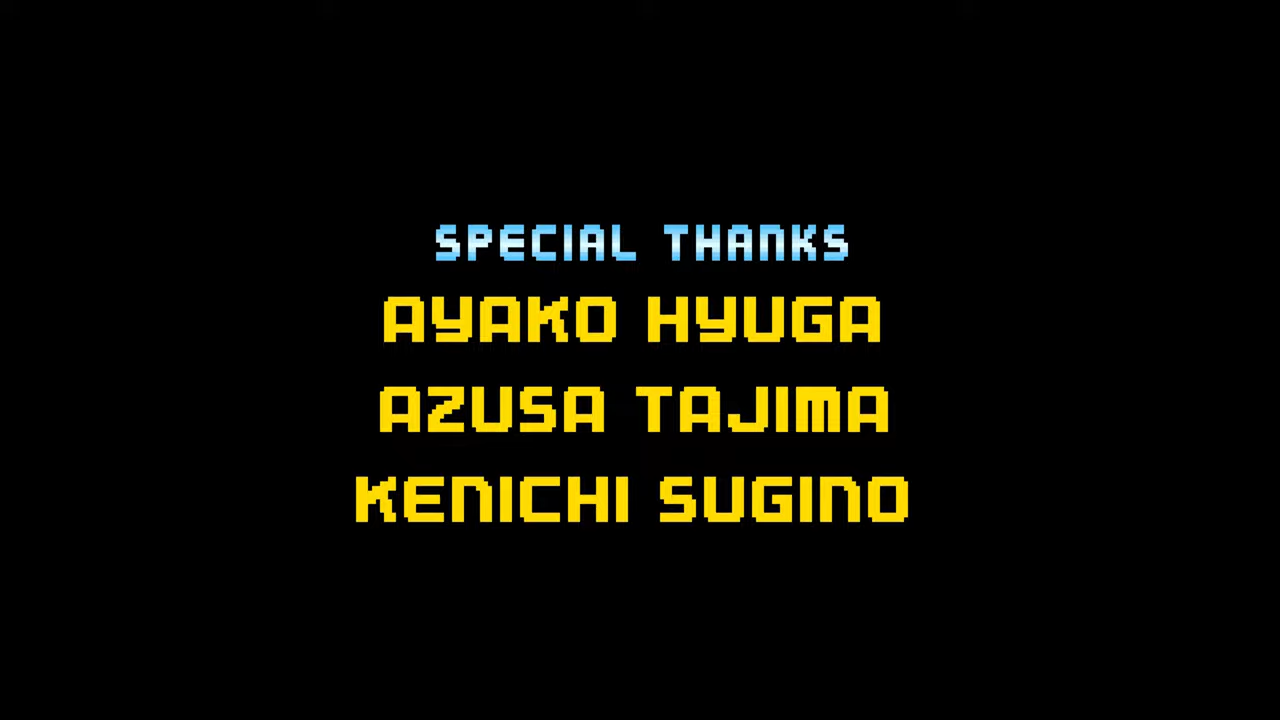 SPECIAL THANKS
AYAKO HYUGA
AZUSA TAJIMA
KENICHI SUGINO